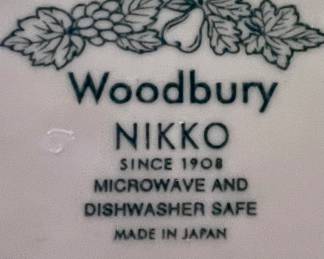 Woodbury
NIKKO
SINCE 1908
MICROWAVE AND
DISHWASHER SAFE
MADE IN JAPAN